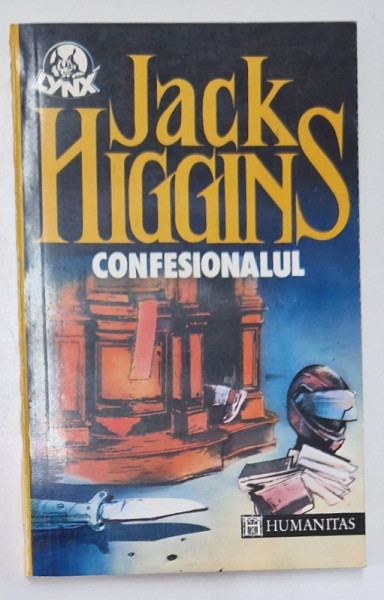 LYNX
Jack
HIGGINS
CONFESIONALUL
HUMANITAS